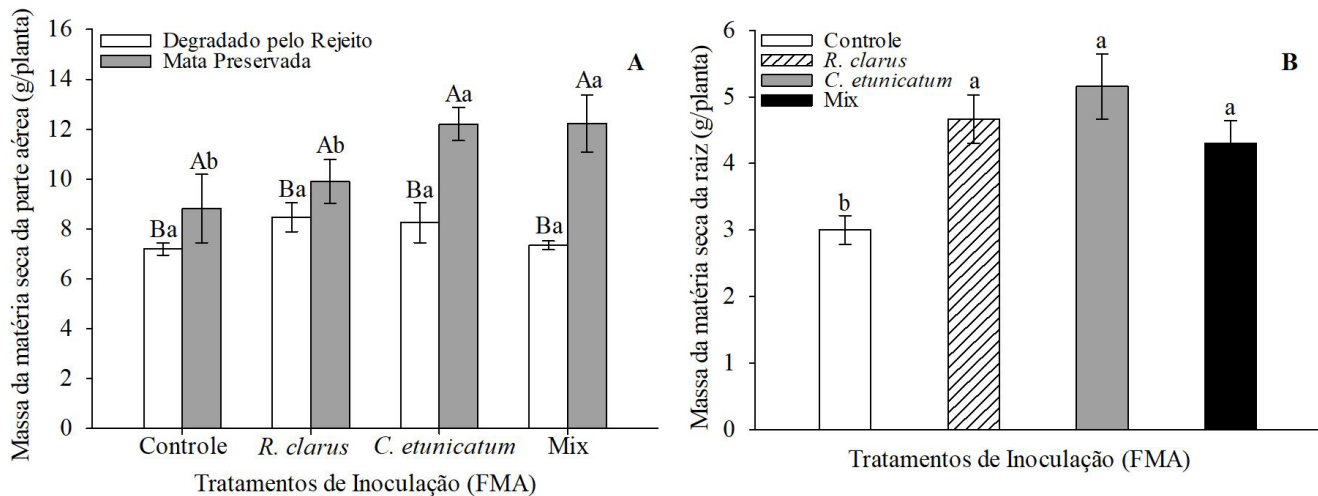 Massa da matéria seca da parte aérea (g/planta)
16
14
12
10
8
6
4
2
0
Degradado pelo Rejeito
Mata Preservada
A
Ba
Ab
Ba
Ab
Ba
Aa
Ba
Aa
Controle
R. clarus
C. etunicatum
Mix
Tratamentos de Inoculação (FMA)
Massa da matéria seca da raiz (g/planta)
6
5
4
3
2
1
0
Controle
R. clarus
C. etunicatum
Mix
B
b
a
a
a
Tratamentos de Inoculação (FMA)